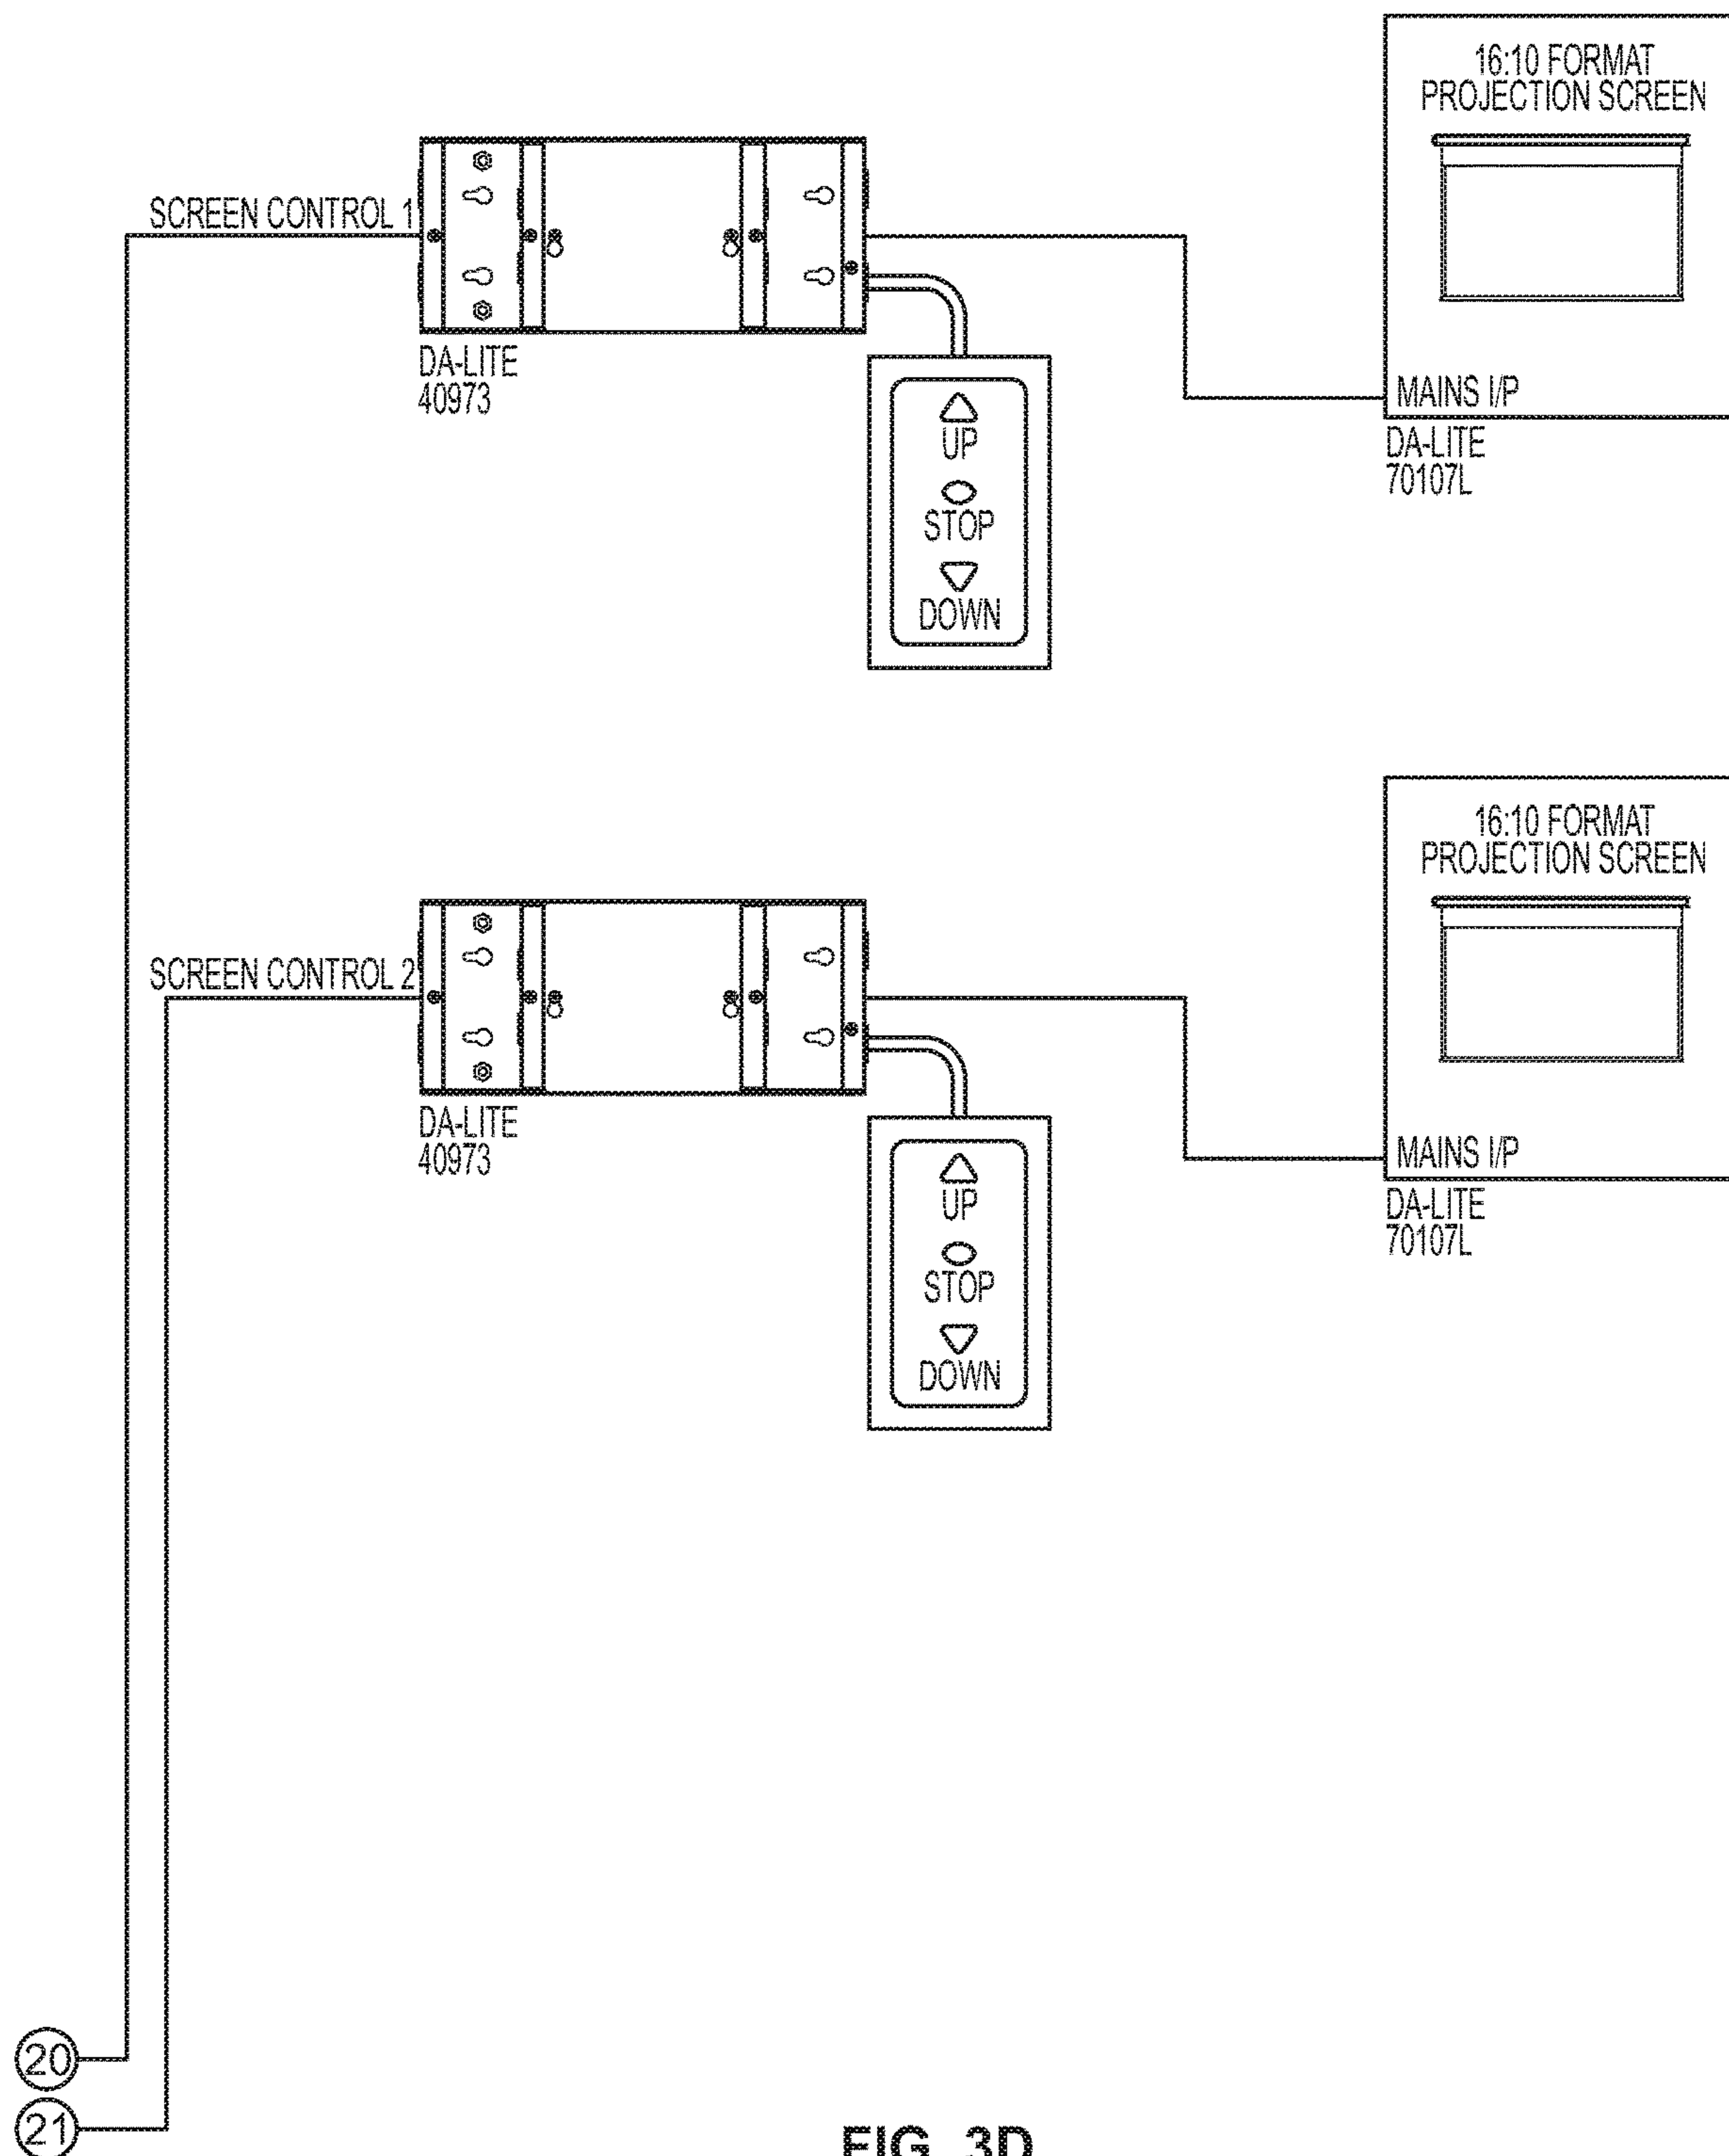 16:10 FORMAT
PROJECTION SCREEN
SCREEN CONTROL 1
DA-LITE
40973
UP
STOP
DOWN
MAINS I/P
DA-LITE
70107L
16:10 FORMAT
PROJECTION SCREEN
SCREEN CONTROL 2
DA-LITE
40973
UP
STOP
DOWN
MAINS I/P
DA-LITE
70107L
20
21
FIG. 3D